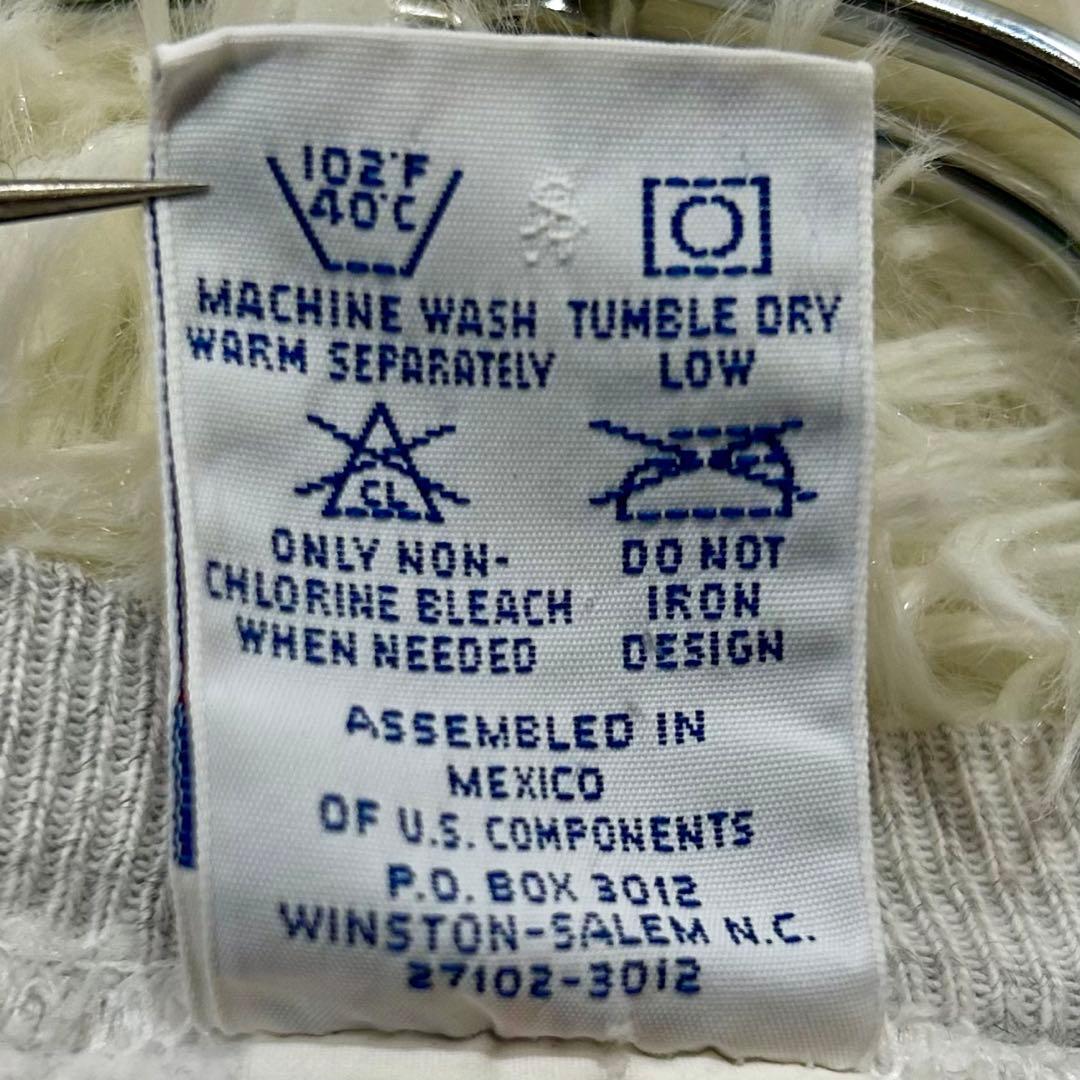 102°F
40°C
MACHINE WASH
WARM SEPARATELY
TUMBLE DRY
LOW
CL
ONLY NON-
CHLORINE BLEACH
WHEN NEEDED
DO NOT
IRON
DESIGN
ASSEMBLED IN
MEXICO
OF U.S. COMPONENTS
P.O. BOX 3012
WINSTON-SALEM N.C.
27102-3012